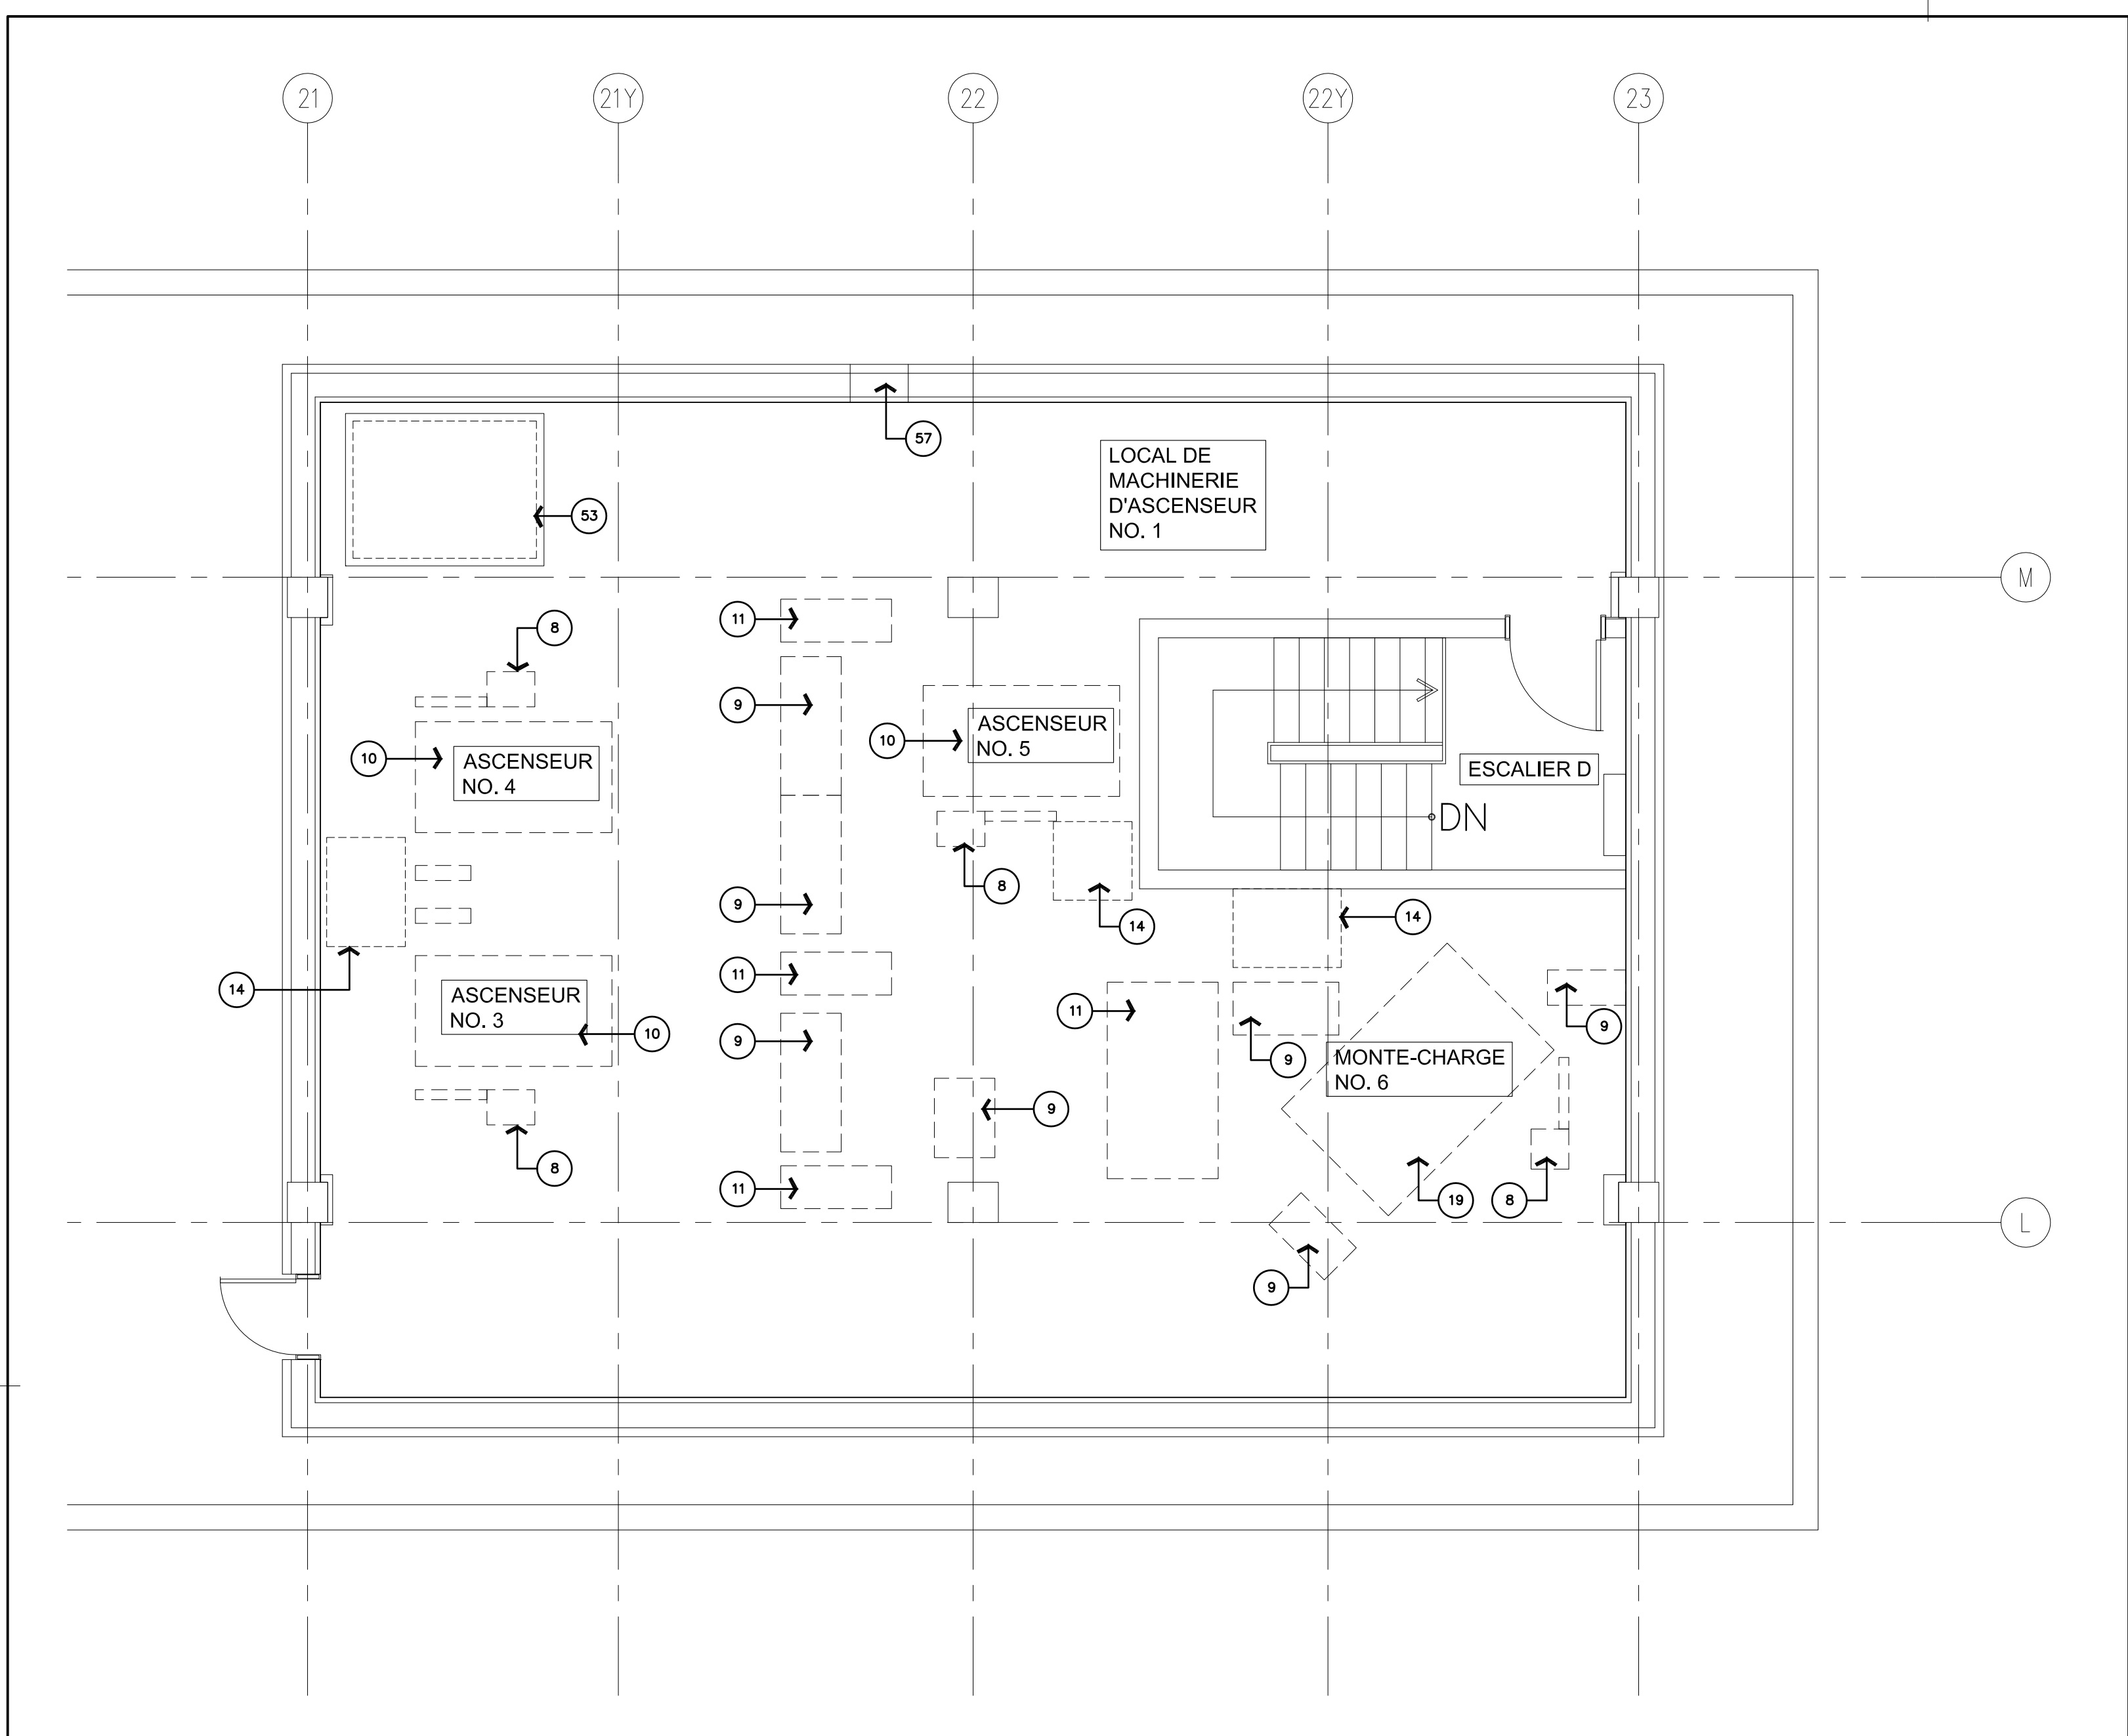 21
21Y
22
22Y
23
57
LOCAL DE
MACHINERIE
D'ASCENSEUR
NO. 1
53
M
11
8
9
10
ASCENSEUR
NO. 5
10
ASCENSEUR
NO. 4
ESCALIER D
DN
8
9
14
14
11
14
ASCENSEUR
NO. 3
10
11
9
9
9
MONTE-CHARGE
NO. 6
9
8
11
19
8
L
9